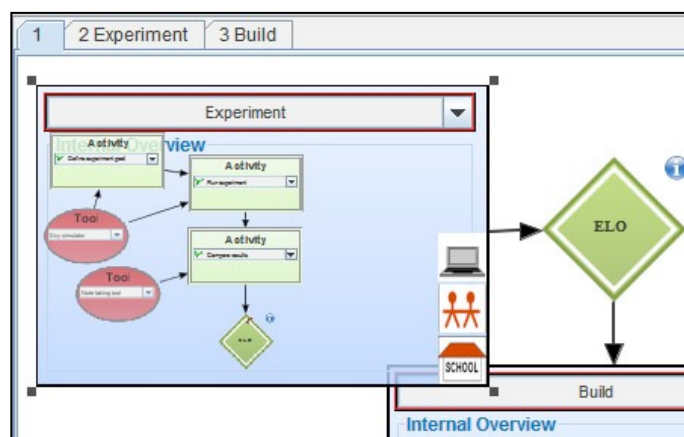 1
2 Experiment
3 Build
Experiment
Internal Overview
Activity
Define experiment goal
Activity
Run experiment
Tool
Activity
Compare results
Tool
Note taking tool
ELO
SCHOOL
ELO
Build
Internal Overview